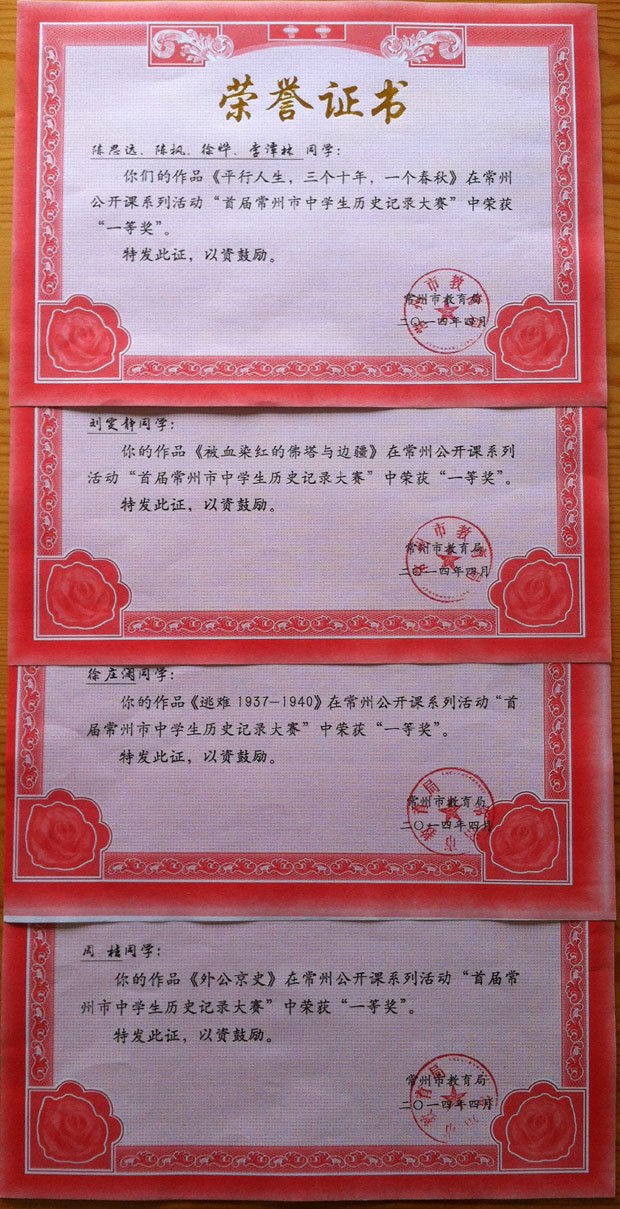 荣誉证书
陈思远、陈枫、徐烨、李漳林 同学：
你们的作品《平行人生，三个十年，一个春秋》在常州
公开课系列活动“首届常州市中学生历史记录大赛”中荣获
“一等奖”。
特发此证，以资鼓励。
常州市教育局
二〇一四年四月
刘雯静同学：
你的作品《被血染红的佛塔与边疆》在常州公开课系列
活动“首届常州市中学生历史记录大赛”中荣获“一等奖”。
特发此证，以资鼓励。
常州市教育局
二〇一四年四月
徐庄澜同学：
你的作品《逃难1937—1940》在常州公开课系列活动“首
届常州市中学生历史记录大赛”中荣获“一等奖”。
特发此证，以资鼓励。
常州市教育局
二〇一四年四月
周 桔同学：
你的作品《外公京史》在常州公开课系列活动“首届常
州市中学生历史记录大赛”中荣获“一等奖”。
特发此证，以资鼓励。
常州市教育局
二〇一四年四月